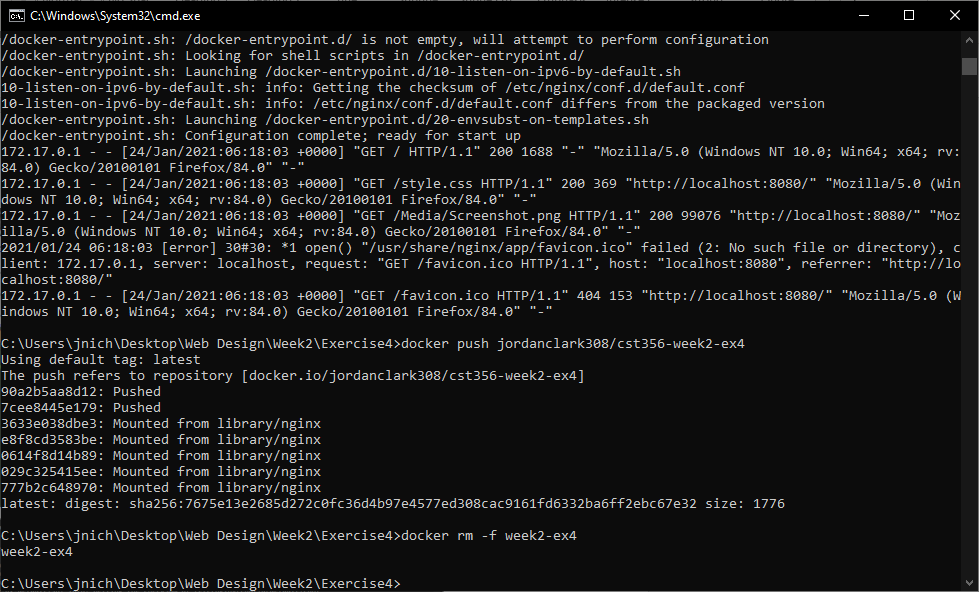 C:\Windows\System32\cmd.exe
/docker-entrypoint.sh: /docker-entrypoint.d/ is not empty, will attempt to perform configuration
/docker-entrypoint.sh: Looking for shell scripts in /docker-entrypoint.d/
/docker-entrypoint.sh: Launching /docker-entrypoint.d/10-listen-on-ipv6-by-default.sh
10-listen-on-ipv6-by-default.sh: info: Getting the checksum of /etc/nginx/conf.d/default.conf
10-listen-on-ipv6-by-default.sh: info: /etc/nginx/conf.d/default.conf differs from the packaged version
/docker-entrypoint.sh: Launching /docker-entrypoint.d/20-envsubst-on-templates.sh
/docker-entrypoint.sh: Configuration complete; ready for start up
172.17.0.1 - - [24/Jan/2021:06:18:03 +0000] "GET / HTTP/1.1" 200 1688 "-" "Mozilla/5.0 (Windows NT 10.0; Win64; x64; rv:
84.0) Gecko/20100101 Firefox/84.0" "-"
172.17.0.1 - - [24/Jan/2021:06:18:03 +0000] "GET /style.css HTTP/1.1" 200 369 "http://localhost:8080/" "Mozilla/5.0 (Win
dows NT 10.0; Win64; x64; rv:84.0) Gecko/20100101 Firefox/84.0" "-"
172.17.0.1 - - [24/Jan/2021:06:18:03 +0000] "GET /Media/Screenshot.png HTTP/1.1" 200 99076 "http://localhost:8080/" "Moz
illa/5.0 (Windows NT 10.0; Win64; x64; rv:84.0) Gecko/20100101 Firefox/84.0" "-"
2021/01/24 06:18:03 [error] 30#30: *1 open() "/usr/share/nginx/app/favicon.ico" failed (2: No such file or directory), c
lient: 172.17.0.1, server: localhost, request: "GET /favicon.ico HTTP/1.1", host: "localhost:8080", referrer: "http://lo
calhost:8080/"
172.17.0.1 - - [24/Jan/2021:06:18:03 +0000] "GET /favicon.ico HTTP/1.1" 404 153 "http://localhost:8080/" "Mozilla/5.0 (W
indows NT 10.0; Win64; x64; rv:84.0) Gecko/20100101 Firefox/84.0" "-"
C:\Users\jnich\Desktop\Web Design\Week2\Exercise4>docker push jordanclark308/cst356-week2-ex4
Using default tag: latest
The push refers to repository [docker.io/jordanclark308/cst356-week2-ex4]
90a2b5aa8d12: Pushed
7cee8445e179: Pushed
3633e038dbe3: Mounted from library/nginx
e8f8cd3583be: Mounted from library/nginx
0614f8d14b89: Mounted from library/nginx
029c325415ee: Mounted from library/nginx
777b2c648970: Mounted from library/nginx
latest: digest: sha256:7675e13e2685d272c0fc36d4b97e4577ed308cac9161fd6332ba6ff2ebc67e32 size: 1776
C:\Users\jnich\Desktop\Web Design\Week2\Exercise4>docker rm -f week2-ex4
week2-ex4
C:\Users\jnich\Desktop\Web Design\Week2\Exercise4>